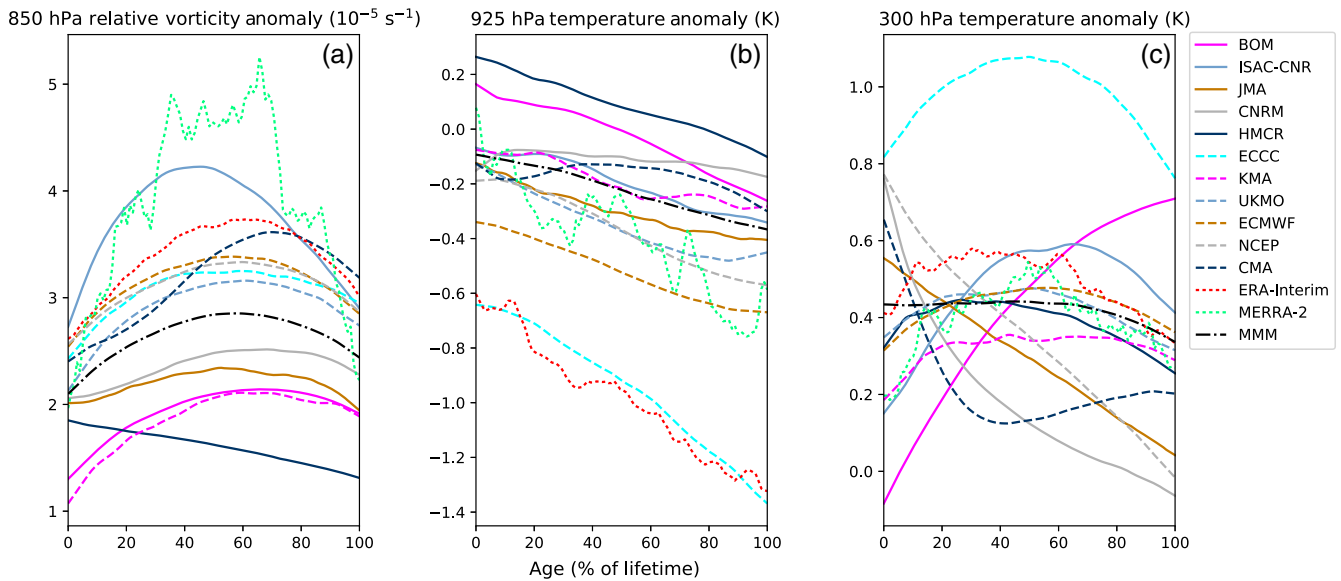 850 hPa relative vorticity anomaly (10⁻⁵ s⁻¹)
925 hPa temperature anomaly (K)
300 hPa temperature anomaly (K)
(a)
5
4
3
2
1
0 20 40 60 80 100
(b)
0.2
0.0
−0.2
−0.4
−0.6
−0.8
−1.0
−1.2
−1.4
0 20 40 60 80 100
Age (% of lifetime)
(c)
1.0
0.8
0.6
0.4
0.2
0.0
0 20 40 60 80 100
BOM
ISAC-CNR
JMA
CNRM
HMCR
ECCC
KMA
UKMO
ECMWF
NCEP
CMA
ERA-Interim
MERRA-2
MMM